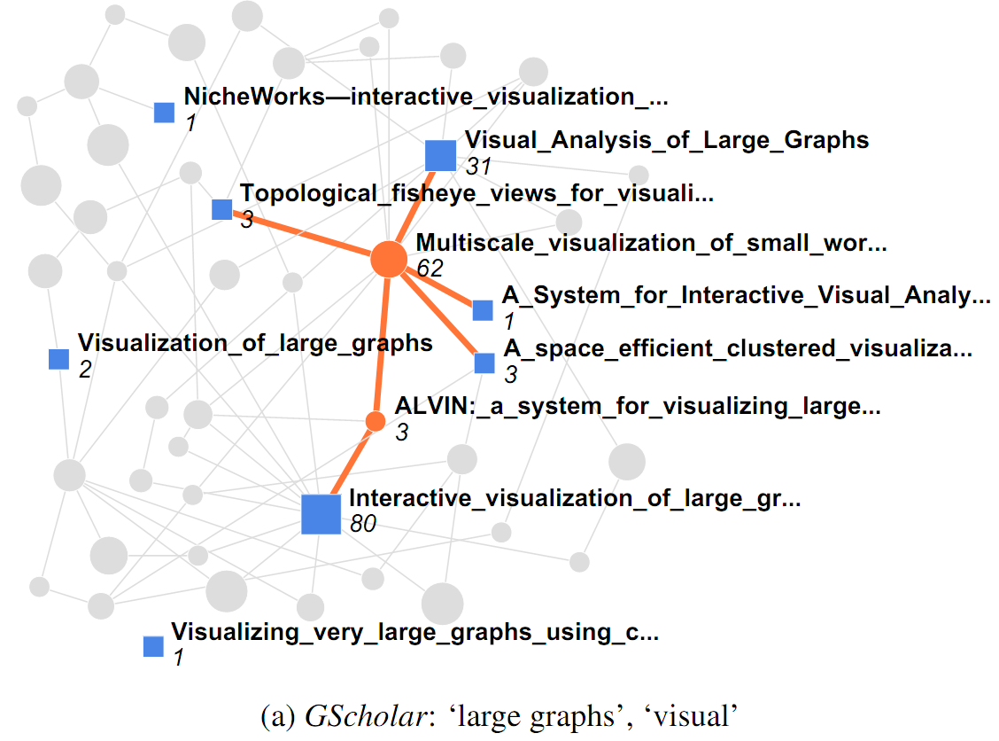 NicheWorks—interactive_visualization_...
1
Visual_Analysis_of_Large_Graphs
31
Topological_fisheye_views_for_visuali...
3
Multiscale_visualization_of_small_wor...
62
A_System_for_Interactive_Visual_Analy...
1
Visualization_of_large_graphs
2
A_space_efficient_clustered_visualiza...
3
ALVIN:_a_system_for_visualizing_large...
3
Interactive_visualization_of_large_gr...
80
Visualizing_very_large_graphs_using_c...
1
(a) GScholar: ‘large graphs’, ‘visual’